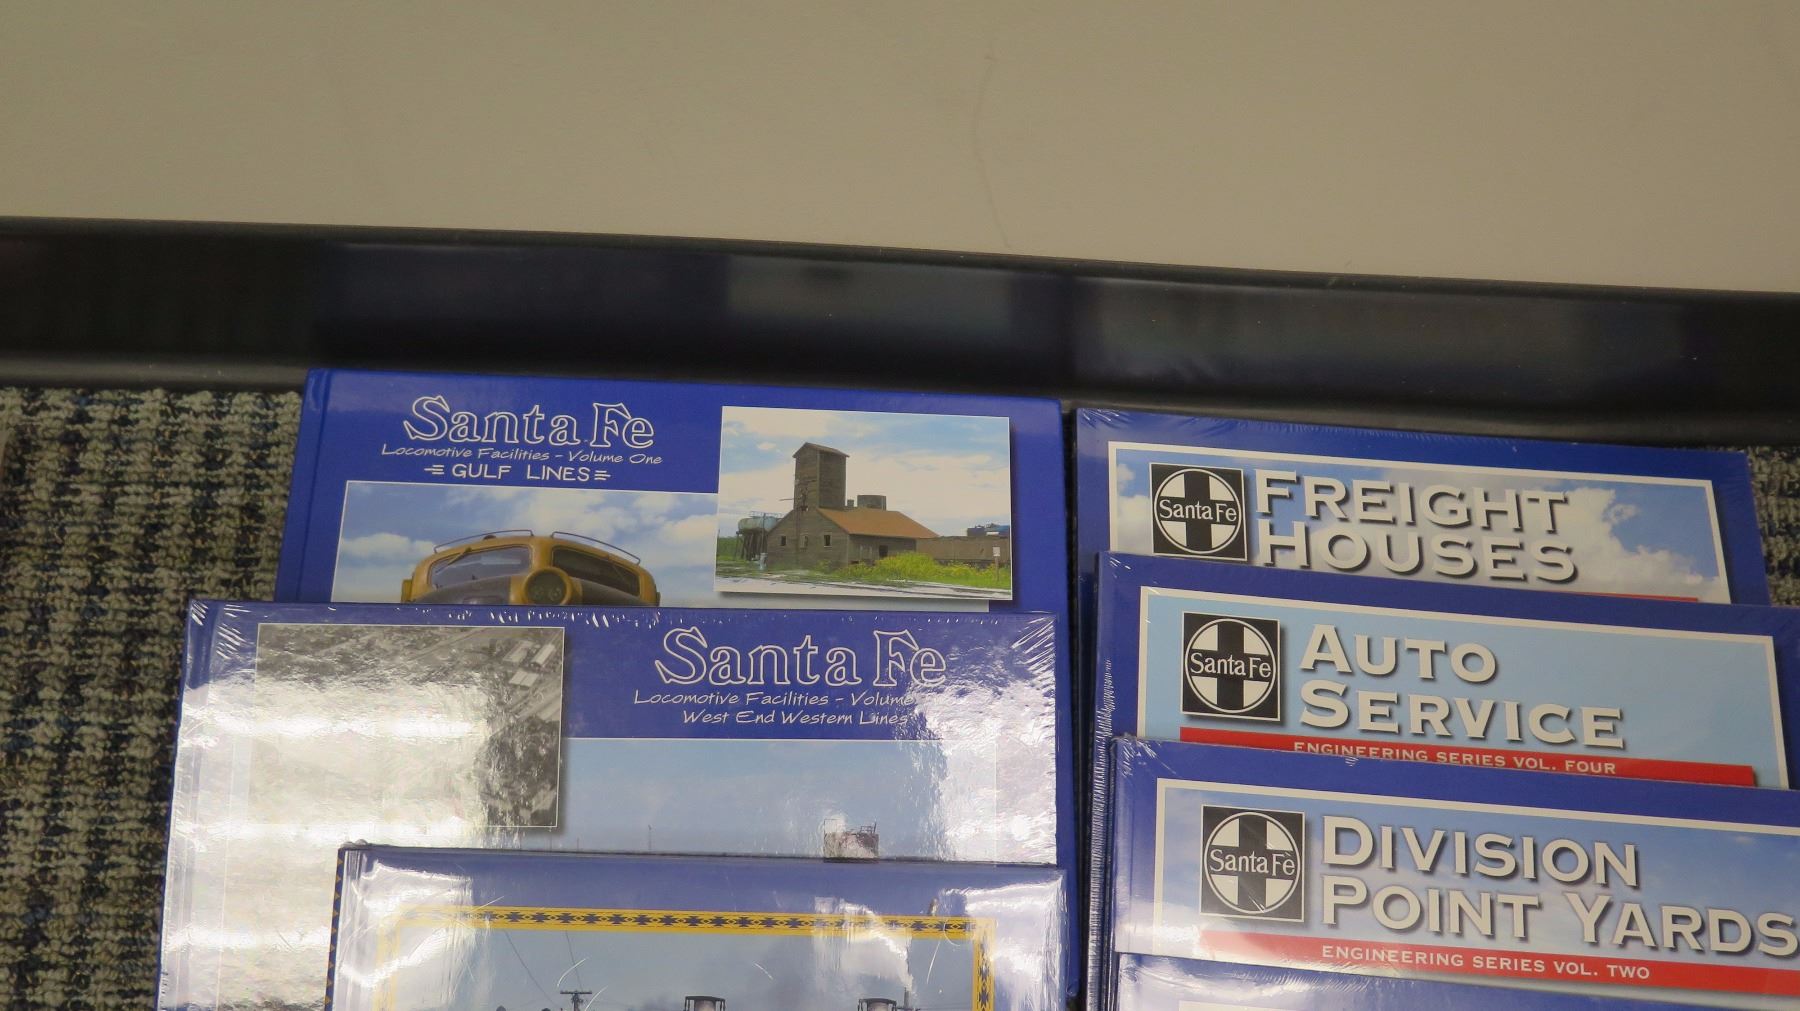 Santa Fe
Locomotive Facilities - Volume One
GULF LINES
Santa Fe
Locomotive Facilities - Volume
West End Western Lines
Santa Fe
FREIGHT
HOUSES
Santa Fe
AUTO
SERVICE
ENGINEERING SERIES VOL. FOUR
Santa Fe
DIVISION
POINT YARDS
ENGINEERING SERIES VOL. TWO